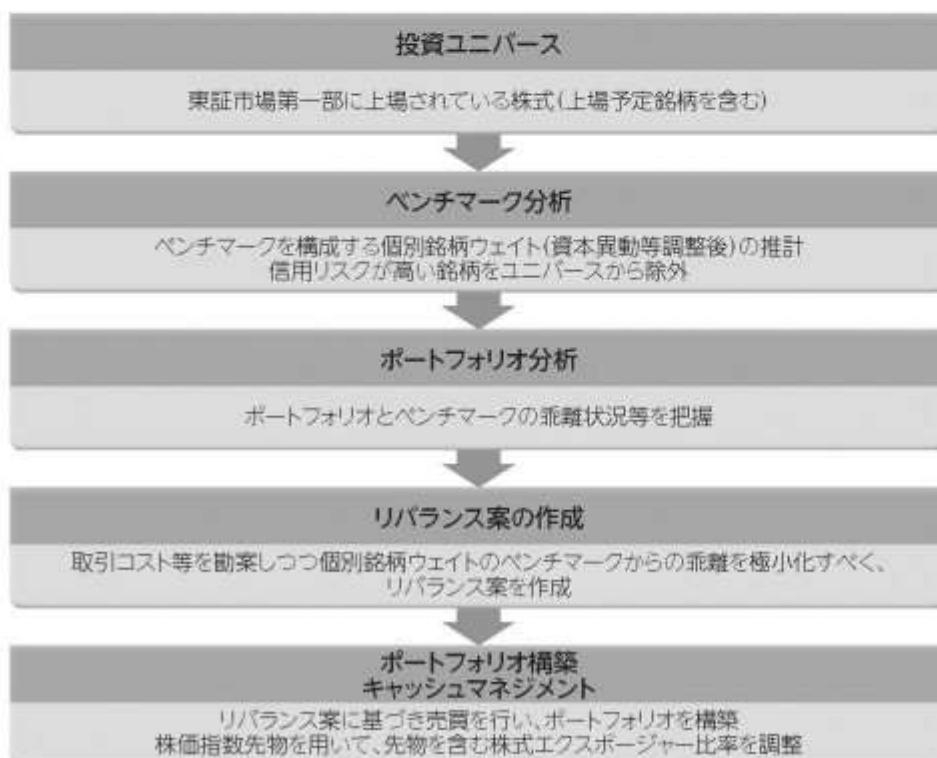 投資ユニバース
東証市場第一部に上場されている株式(上場予定銘柄を含む)
ベンチマーク分析
ベンチマークを構成する個別銘柄ウェイト(資本異動等調整後)の推計
信用リスクが高い銘柄をユニバースから除外
ポートフォリオ分析
ポートフォリオとベンチマークの乖離状況等を把握
リバランス案の作成
取引コスト等を勘案しつつ個別銘柄ウェイトのベンチマークからの乖離を極小化すべく、
リバランス案を作成
ポートフォリオ構築
キャッシュマネジメント
リバランス案に基づき売買を行い、ポートフォリオを構築
株価指数先物を用いて、先物を含む株式エクスポージャー比率を調整